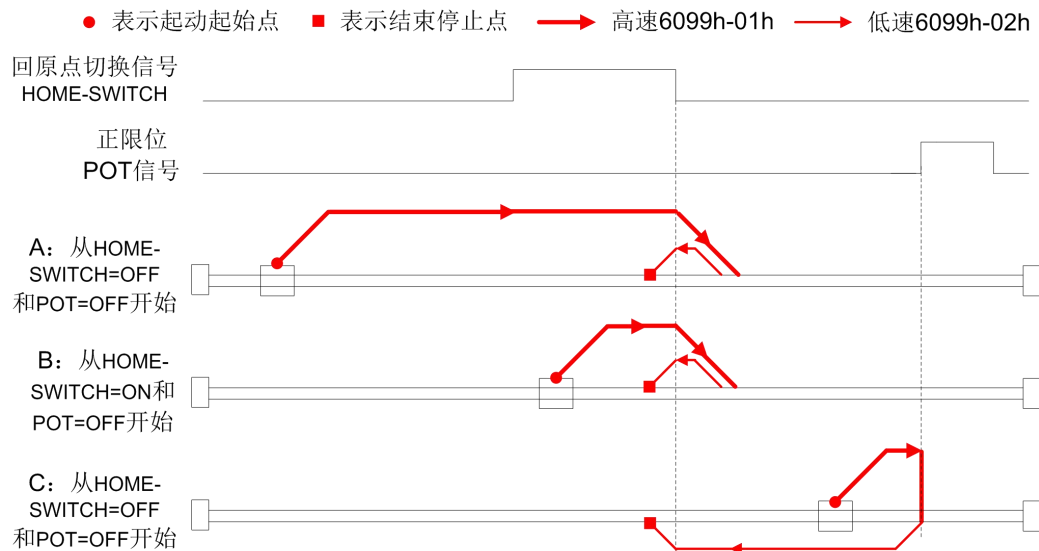 表示起动起始点 表示结束停止点 高速6099h-01h 低速6099h-02h
回原点切换信号
HOME-SWITCH
正限位
POT信号
A：从HOME-
SWITCH=OFF
和POT=OFF开始
B：从HOME-
SWITCH=ON和
POT=OFF开始
C：从HOME-
SWITCH=OFF
和POT=OFF开始